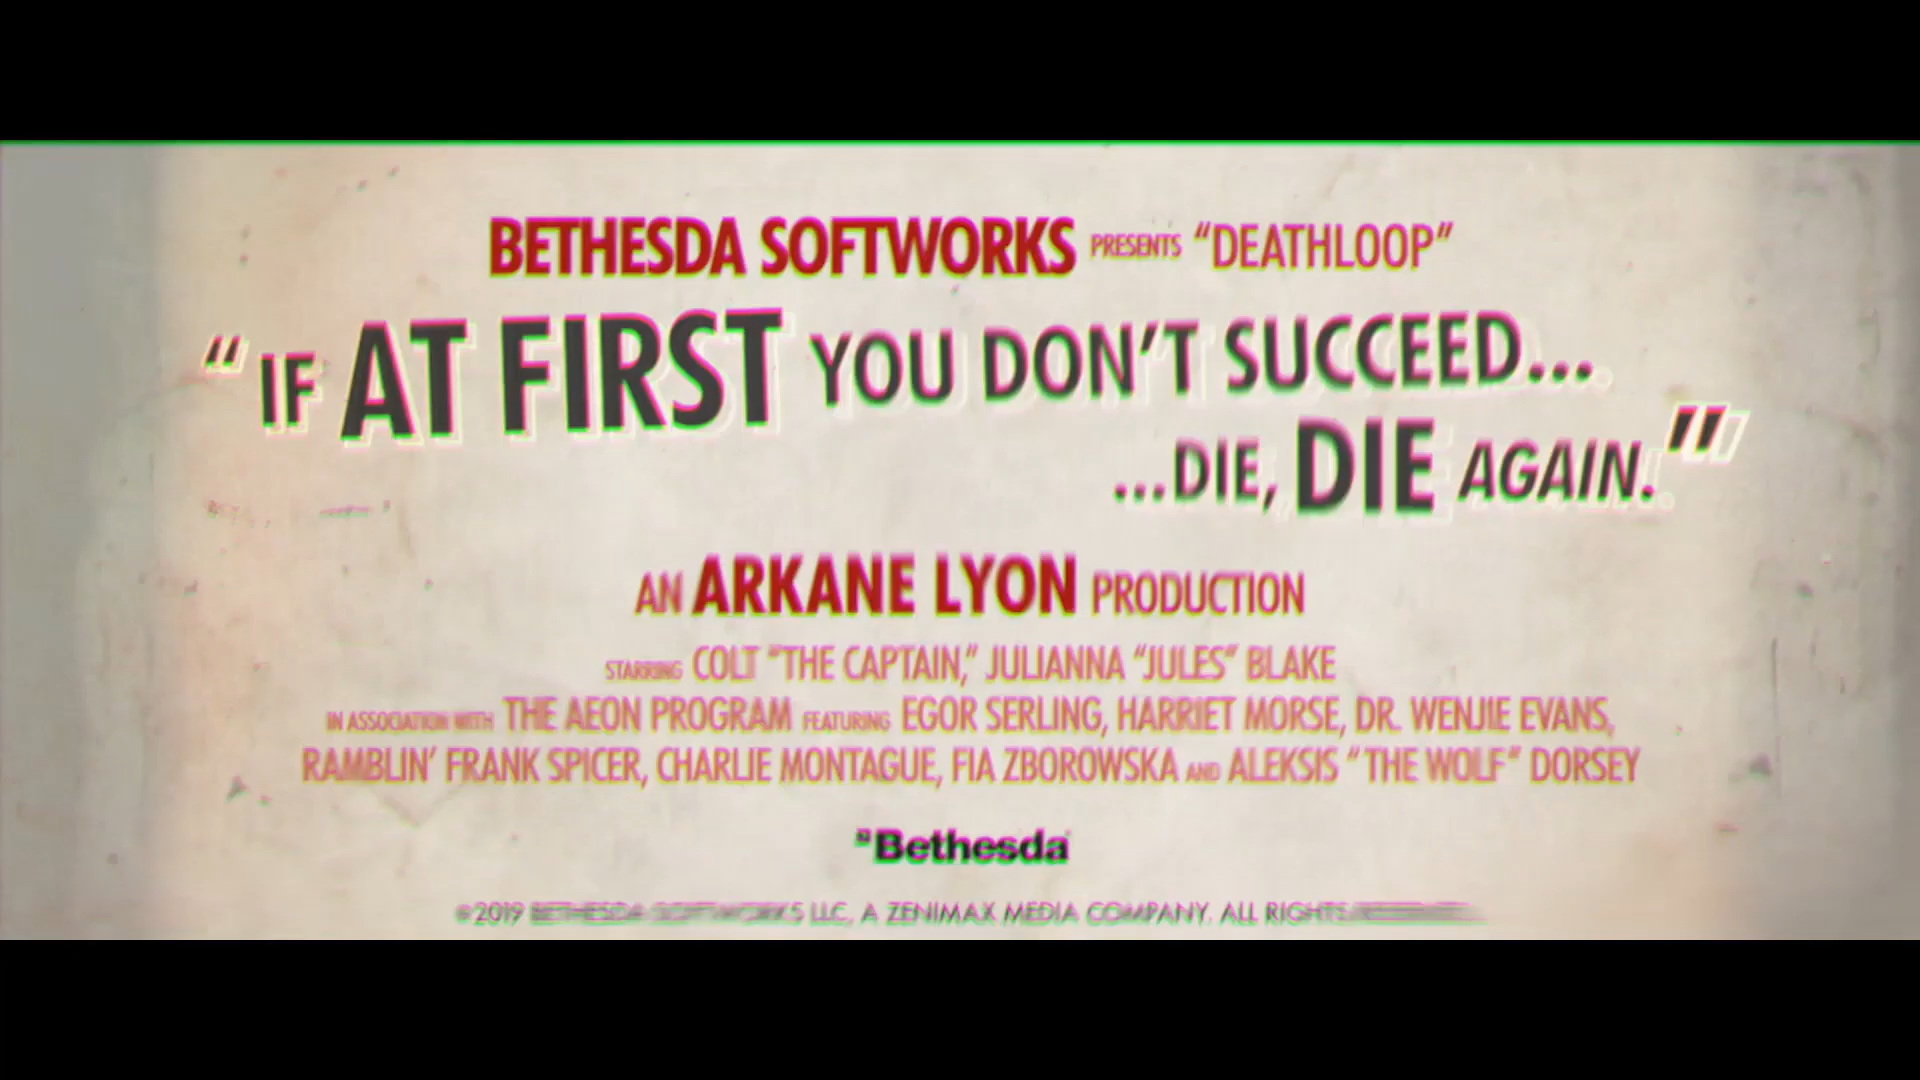 BETHESDA SOFTWORKS PRESENTS “DEATHLOOP”
“IF AT FIRST YOU DON’T SUCCEED...
...DIE, DIE AGAIN.”
AN ARKANE LYON PRODUCTION
STARRING COLT “THE CAPTAIN,” JULIANNA “JULES” BLAKE
IN ASSOCIATION WITH THE AEON PROGRAM FEATURING EGOR SERLING, HARRIET MORSE, DR. WENJIE EVANS,
RAMBLIN’ FRANK SPICER, CHARLIE MONTAGUE, FIA ZBOROWSKA AND ALEKSIS “THE WOLF” DORSEY
Bethesda
©2019 BETHESDA SOFTWORKS LLC, A ZENIMAX MEDIA COMPANY. ALL RIGHTS